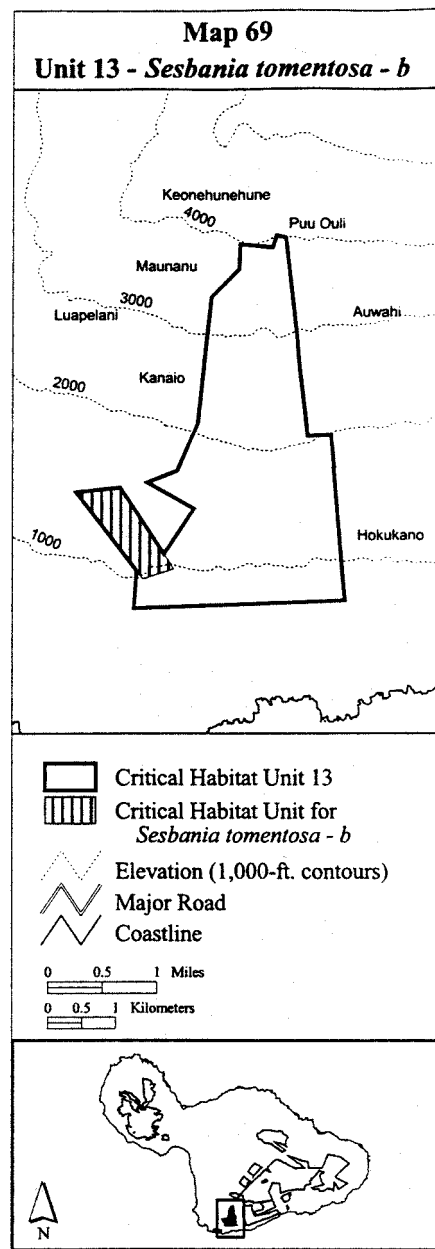 Map 69
Unit 13 - Sesbania tomentosa - b
Keonehunehune
4000
Puu Ouli
Maunanu
3000
Luapelani
Auwahi
Kanaio
2000
1000
Hokukano
Critical Habitat Unit 13
Critical Habitat Unit for
Sesbania tomentosa - b
Elevation (1,000-ft. contours)
Major Road
Coastline
0 0.5 1 Miles
0 0.5 1 Kilometers
N